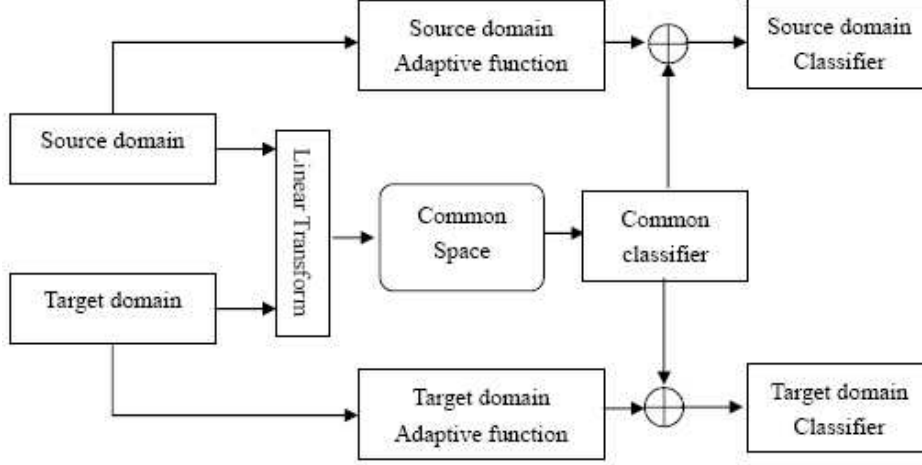 Source domain
Adaptive function
Source domain
Classifier
Source domain
Linear Transform
Common
Space
Common
classifier
Target domain
Target domain
Adaptive function
Target domain
Classifier